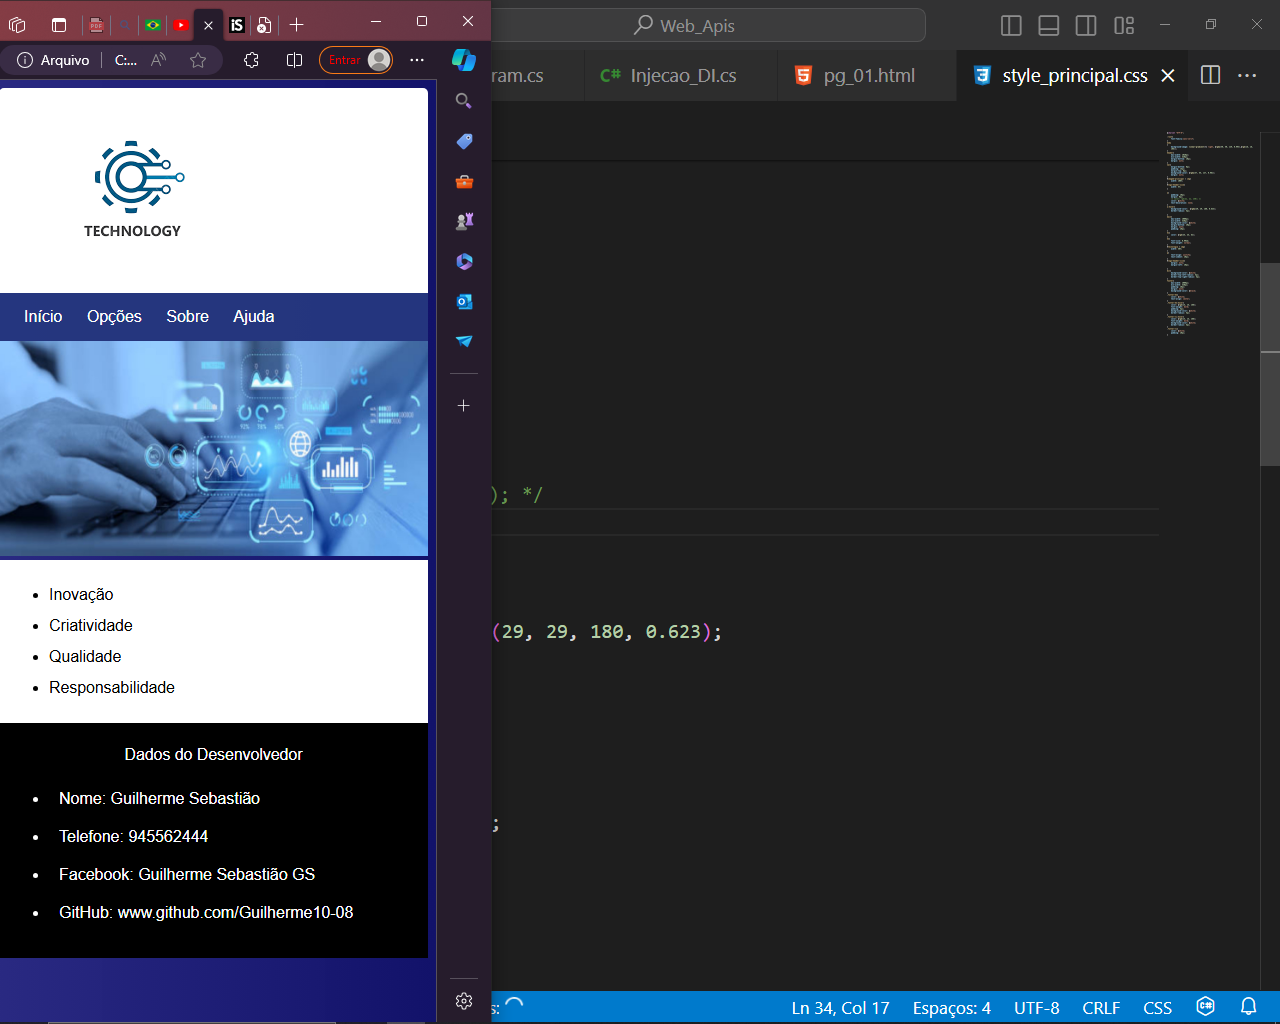 Web_Apis
Arquivo
C:...
Entrar
ram.cs
C# Injecao_DI.cs
pg_01.html
style_principal.css
TECHNOLOGY
Início Opções Sobre Ajuda
); */
Inovação
Criatividade
Qualidade
Responsabilidade
(29, 29, 180, 0.623);
Dados do Desenvolvedor
Nome: Guilherme Sebastião
Telefone: 945562444
;
Facebook: Guilherme Sebastião GS
GitHub: www.github.com/Guilherme10-08
s:
Ln 34, Col 17
Espaços: 4
UTF-8
CRLF
CSS